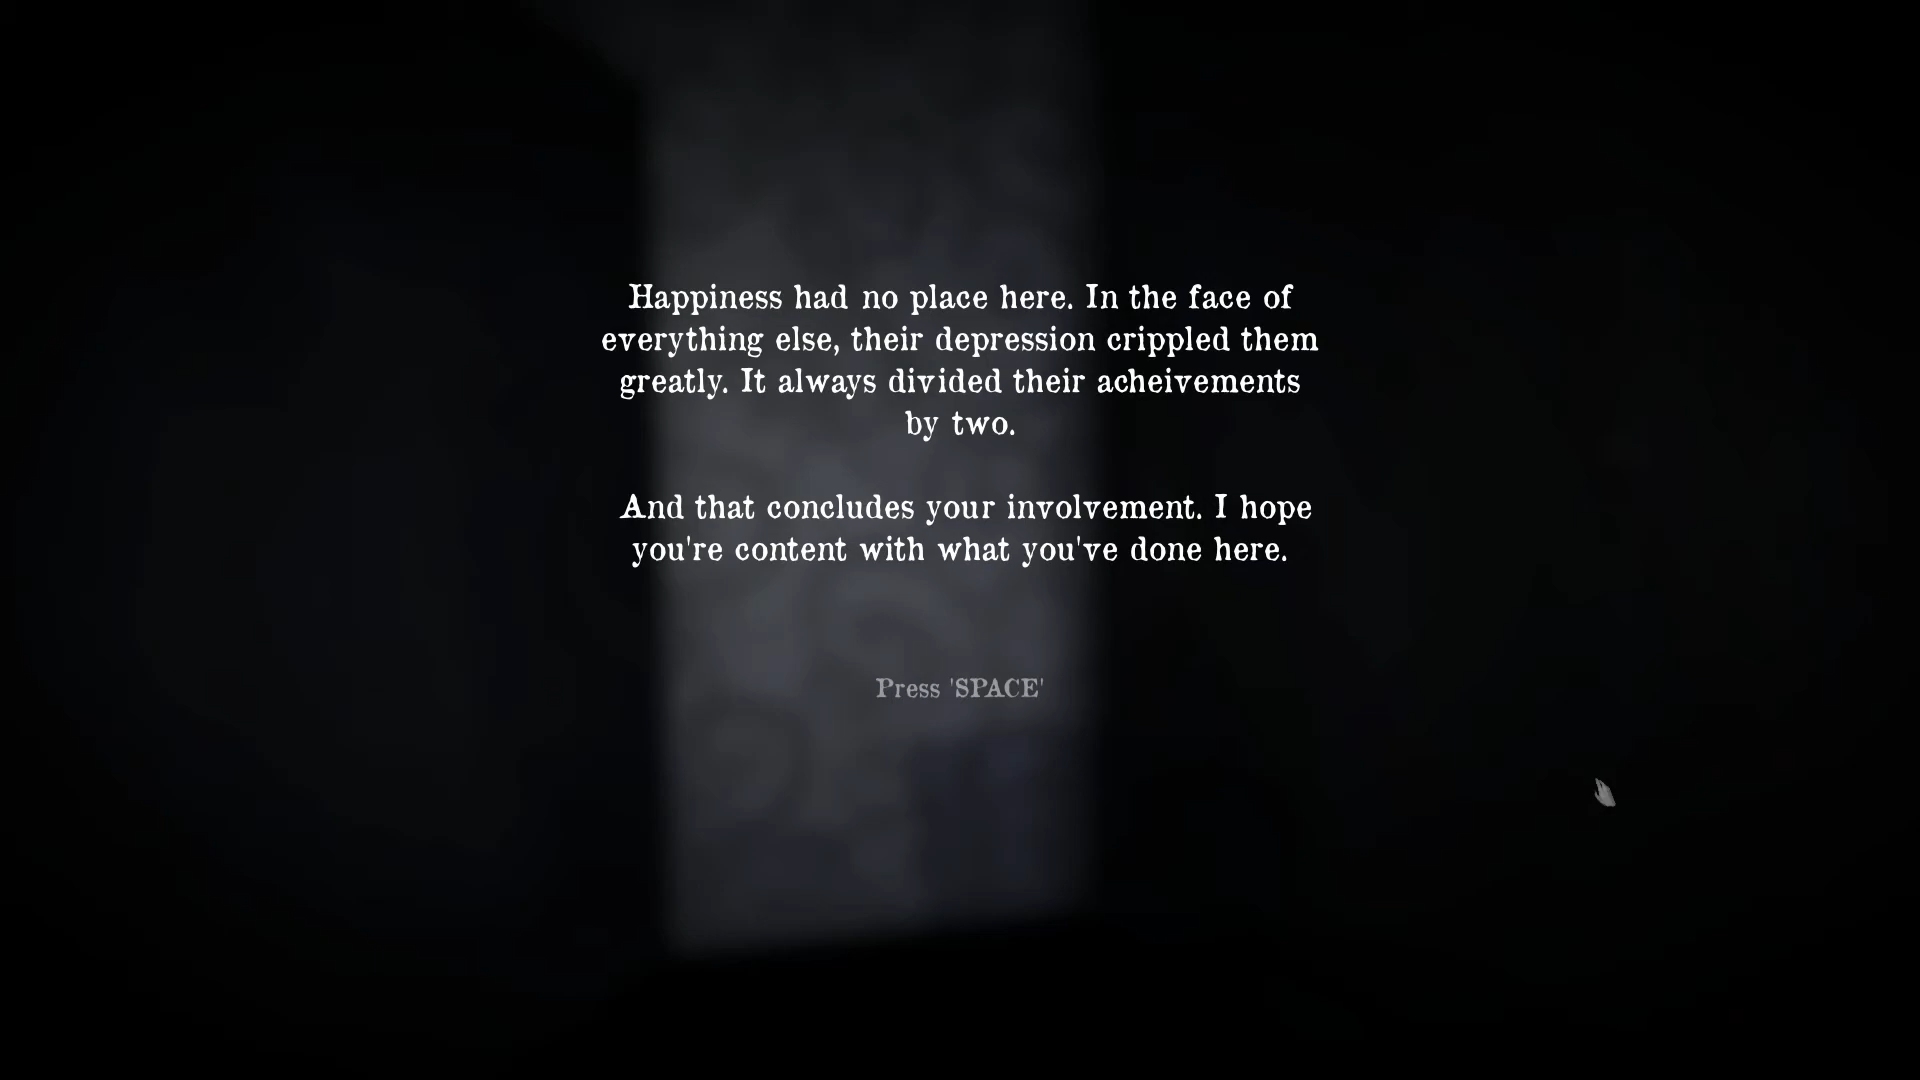 Happiness had no place here. In the face of
everything else, their depression crippled them
greatly. It always divided their acheivements
by two.
And that concludes your involvement. I hope
you're content with what you've done here.
Press 'SPACE'